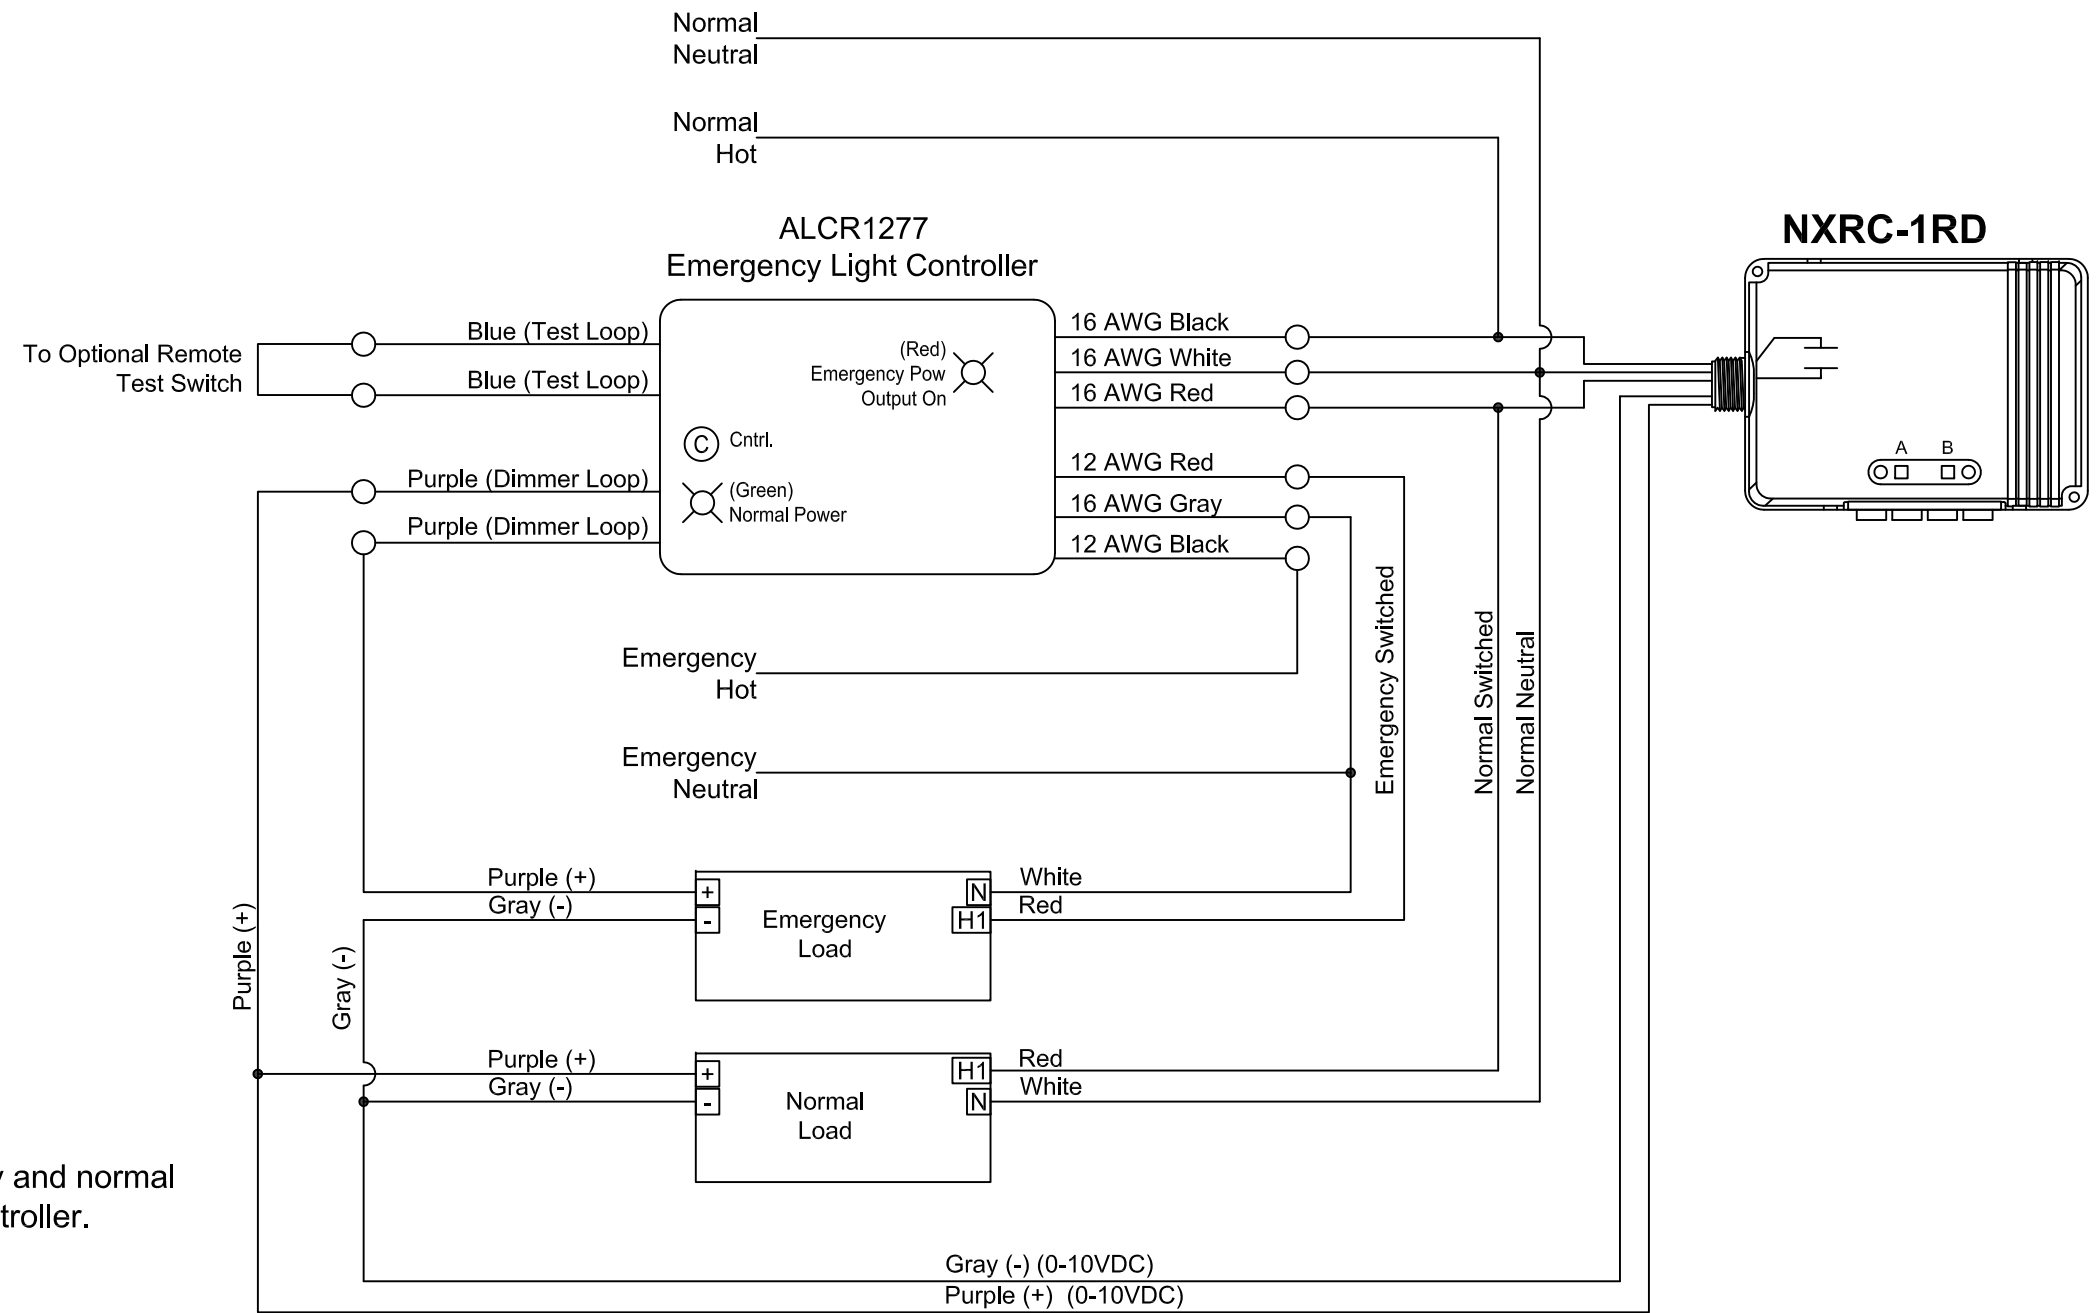 Normal
Neutral
Normal
Hot
NXRC-1RD
ALCR1277
Emergency Light Controller
To Optional Remote
Test Switch
Blue (Test Loop)
Blue (Test Loop)
Purple (Dimmer Loop)
Purple (Dimmer Loop)
(Red)
Emergency Pow
Output On
C Cntrl.
(Green)
Normal Power
16 AWG Black
16 AWG White
16 AWG Red
12 AWG Red
16 AWG Gray
12 AWG Black
A B
Emergency
Hot
Emergency
Neutral
Emergency Switched
Normal Switched
Normal Neutral
Purple (+)
Gray (-)
Purple (+)
Gray (-)
+
-
Emergency
Load
N
H1
White
Red
Purple (+)
Gray (-)
+
-
Normal
Load
H1
N
Red
White
y and normal
troller.
Gray (-) (0-10VDC)
Purple (+) (0-10VDC)